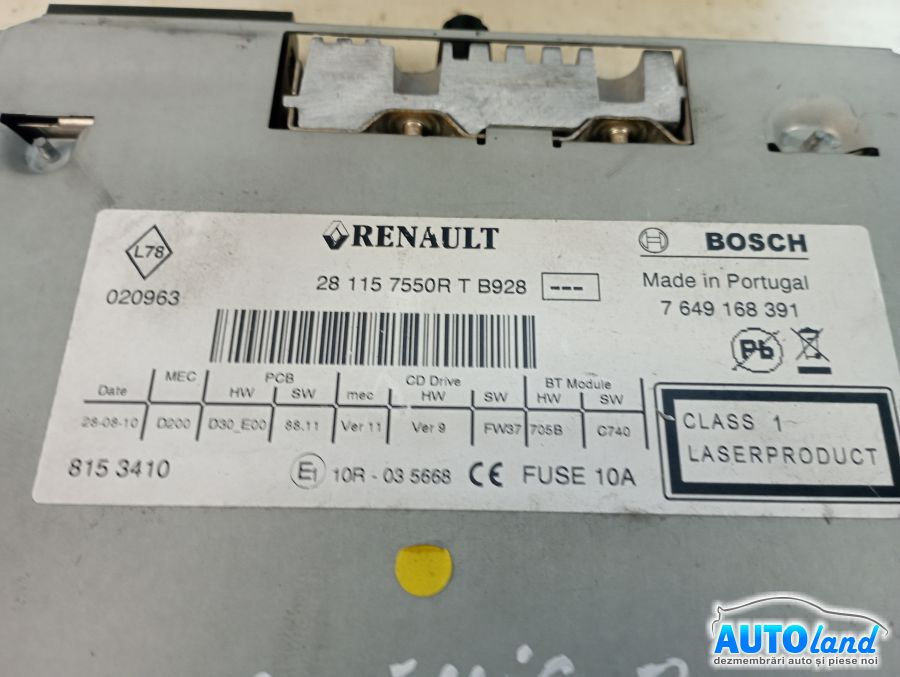 L78
020963
RENAULT
28 115 7550R T B928 ---
BOSCH
Made in Portugal
7 649 168 391
Pb
Date MEC PCB CD Drive BT Module
HW SW mec HW SW HW SW
28-08-10 D200 D30_E00 88.11 Ver 11 Ver 9 FW37 705B C740
815 3410
E1 10R - 03 5668 CE FUSE 10A
CLASS 1
LASERPRODUCT
AUTOland
dezmembrări auto și piese noi